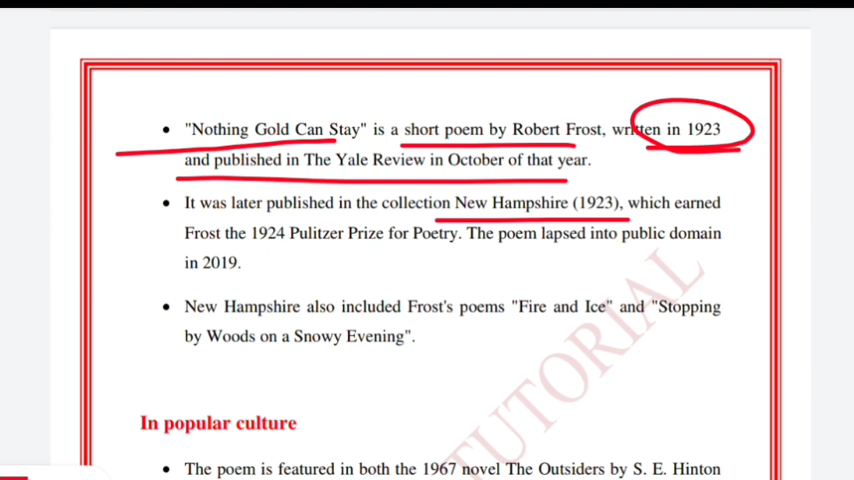 • "Nothing Gold Can Stay" is a short poem by Robert Frost, written in 1923
and published in The Yale Review in October of that year.
• It was later published in the collection New Hampshire (1923), which earned
Frost the 1924 Pulitzer Prize for Poetry. The poem lapsed into public domain
in 2019.
• New Hampshire also included Frost's poems "Fire and Ice" and "Stopping
by Woods on a Snowy Evening".
TUTORIAL
In popular culture
• The poem is featured in both the 1967 novel The Outsiders by S. E. Hinton